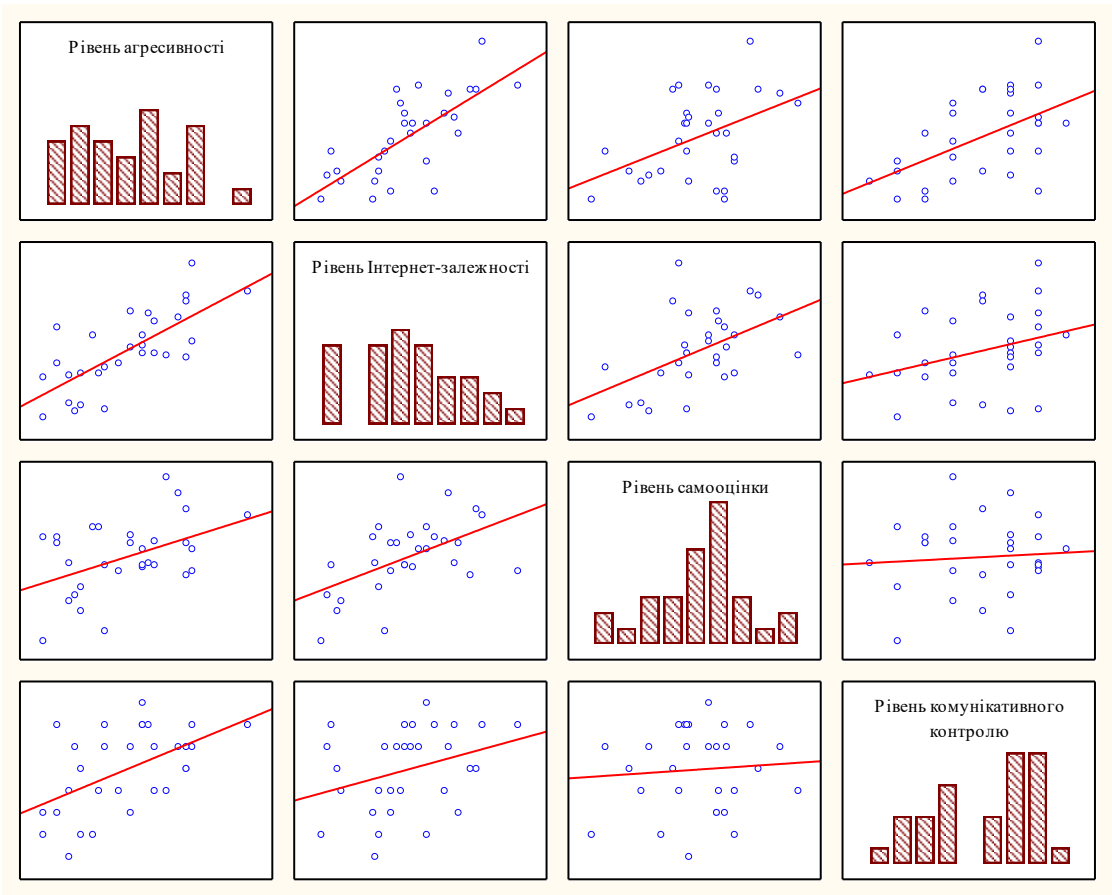 Рівень агресивності
Рівень Інтернет-залежності
Рівень самооцінки
Рівень комунікативного
контролю